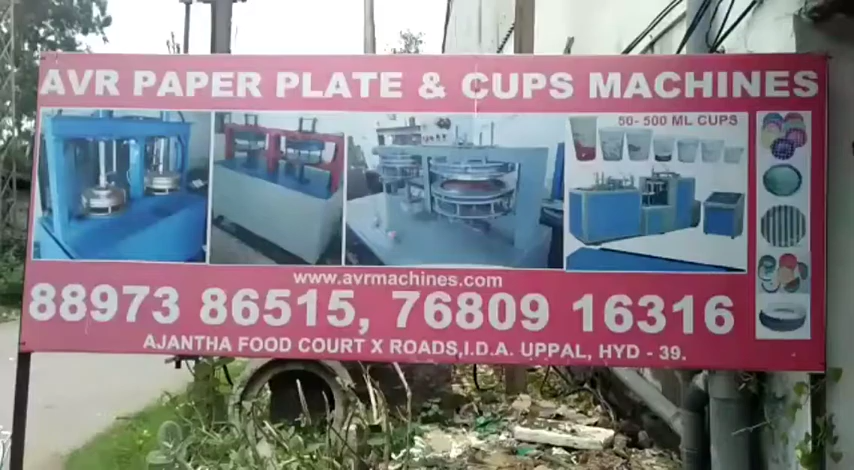 AVR PAPER PLATE & CUPS MACHINES
50- 500 ML CUPS
www.avrmachines.com
88973 86515, 76809 16316
AJANTHA FOOD COURT X ROADS,I.D.A. UPPAL, HYD - 39.